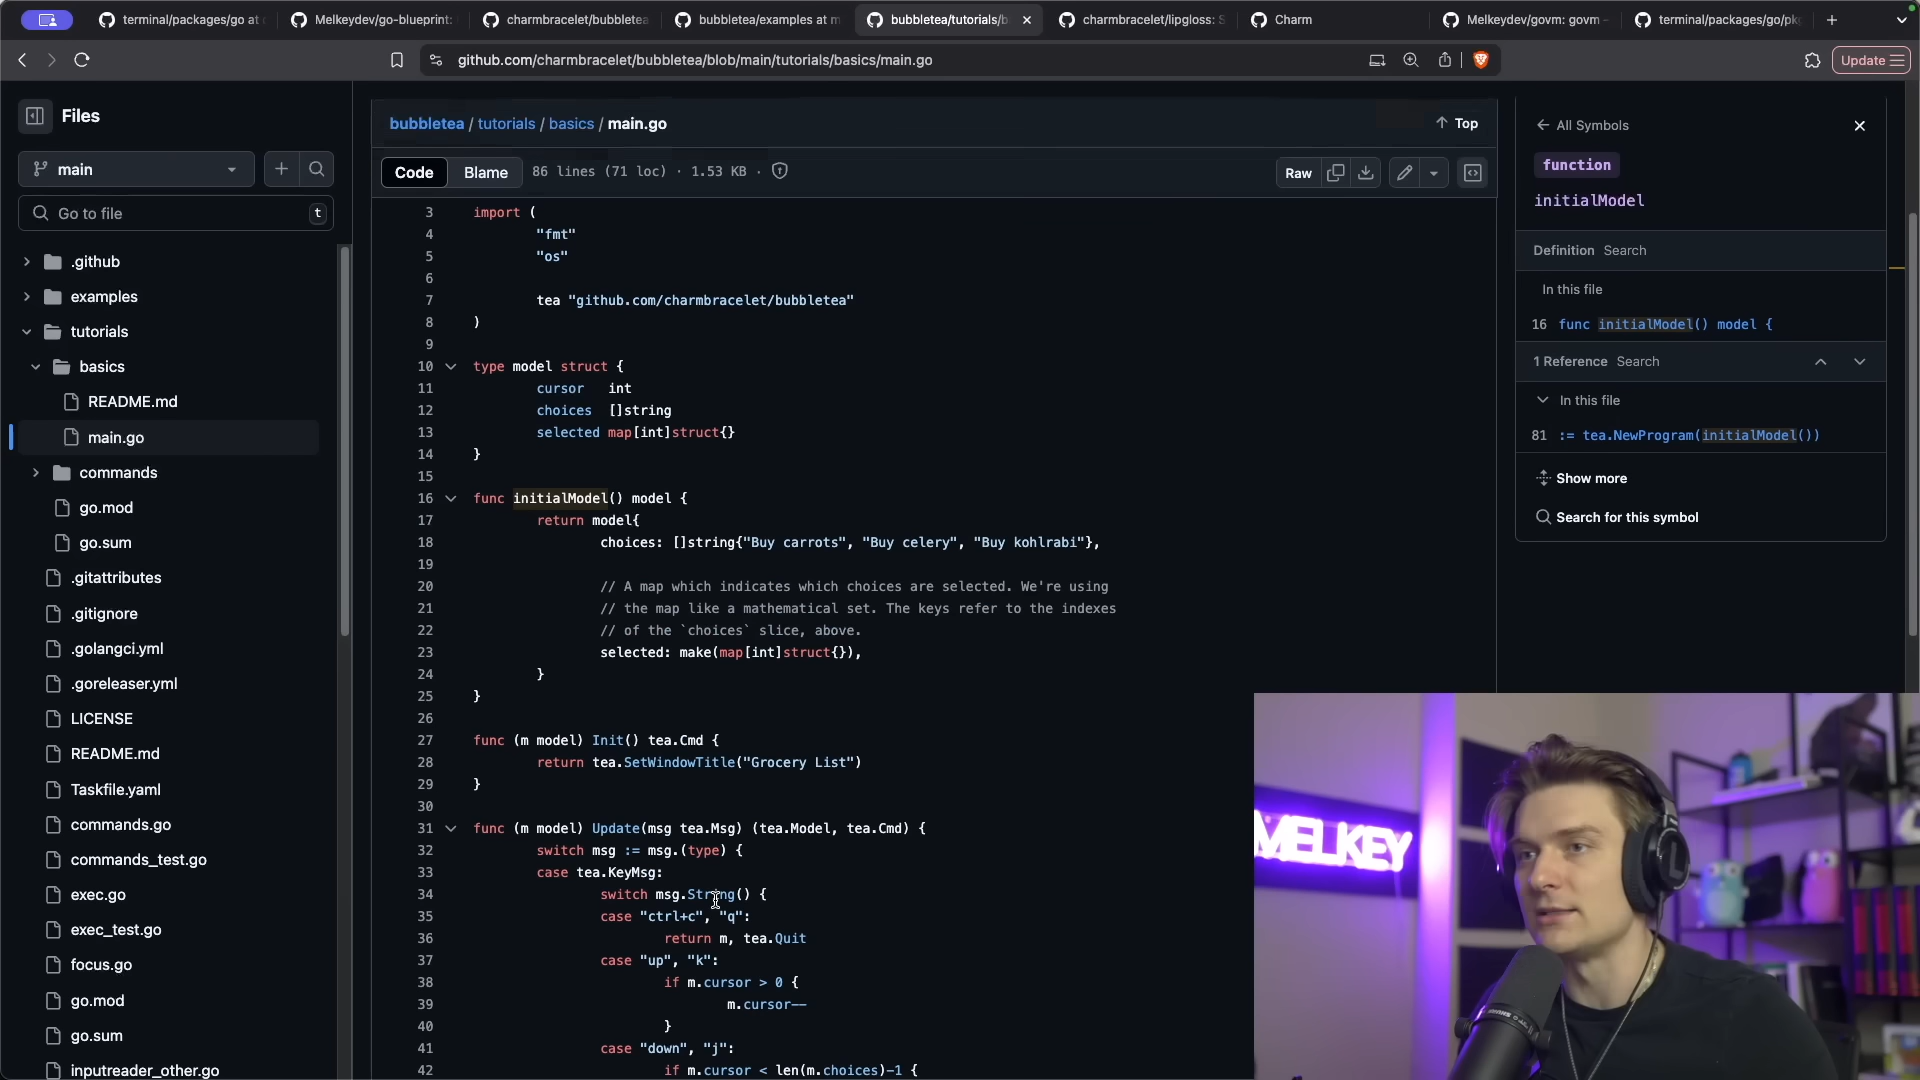 terminal/packages/go at
Melkeydev/go-blueprint:
charmbracelet/bubbletea
bubbletea/examples at m
bubbletea/tutorials/b
charmbracelet/lipgloss: S
Charm
Melkeydev/govm: govm -
terminal/packages/go/pk
github.com/charmbracelet/bubbletea/blob/main/tutorials/basics/main.go
Update
Files
main
Go to file
t
.github
examples
tutorials
basics
README.md
main.go
commands
go.mod
go.sum
.gitattributes
.gitignore
.golangci.yml
.goreleaser.yml
LICENSE
README.md
Taskfile.yaml
commands.go
commands_test.go
exec.go
exec_test.go
focus.go
go.mod
go.sum
inputreader_other.go
bubbletea / tutorials / basics / main.go
Top
Code
Blame
86 lines (71 loc) · 1.53 KB ·
Raw
3 import (
4 "fmt"
5 "os"
6
7 tea "github.com/charmbracelet/bubbletea"
8 )
9
10 type model struct {
11 cursor int
12 choices []string
13 selected map[int]struct{}
14 }
15
16 func initialModel() model {
17 return model{
18 choices: []string{"Buy carrots", "Buy celery", "Buy kohlrabi"},
19
20 // A map which indicates which choices are selected. We're using
21 // the map like a mathematical set. The keys refer to the indexes
22 // of the `choices` slice, above.
23 selected: make(map[int]struct{}),
24 }
25 }
26
27 func (m model) Init() tea.Cmd {
28 return tea.SetWindowTitle("Grocery List")
29 }
30
31 func (m model) Update(msg tea.Msg) (tea.Model, tea.Cmd) {
32 switch msg := msg.(type) {
33 case tea.KeyMsg:
34 switch msg.String() {
35 case "ctrl+c", "q":
36 return m, tea.Quit
37 case "up", "k":
38 if m.cursor > 0 {
39 m.cursor--
40 }
41 case "down", "j":
42 if m.cursor < len(m.choices)-1 {
All Symbols
function
initialModel
Definition Search
In this file
16 func initialModel() model {
1 Reference Search
In this file
81 := tea.NewProgram(initialModel())
Show more
Search for this symbol
MELKEY